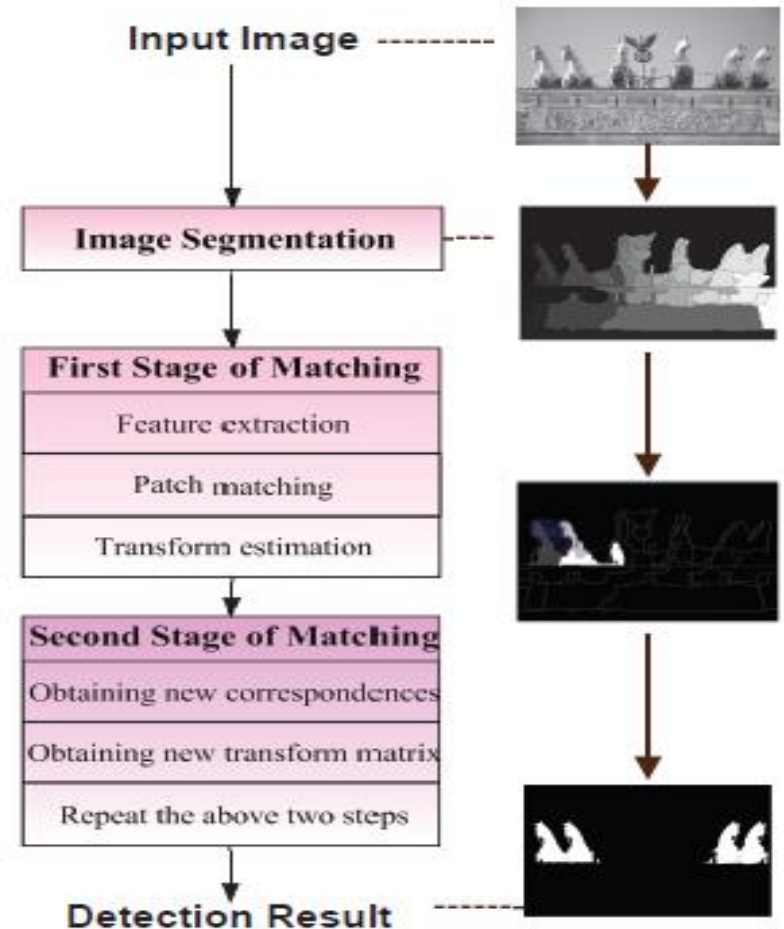 Input Image
Image Segmentation
First Stage of Matching
Feature extraction
Patch matching
Transform estimation
Second Stage of Matching
Obtaining new correspondences
Obtaining new transform matrix
Repeat the above two steps
Detection Result